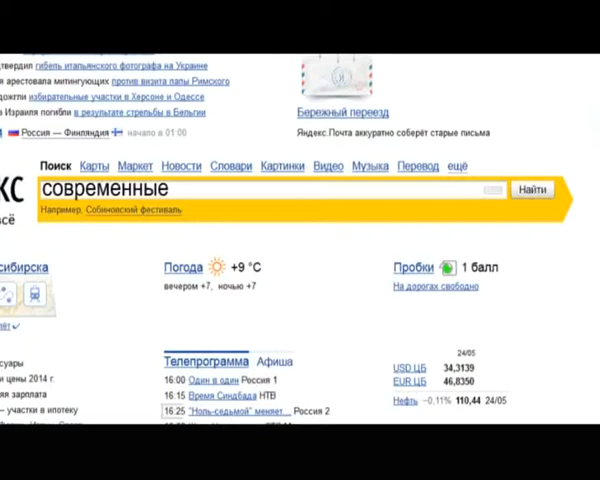 твердил гибель итальянского фотографа на Украине
я арестовала митингующих против визита папы Римского
ожгли избирательные участки в Херсоне и Одессе
а Израиля погибли в результате стрельбы в Бельгии
Россия — Финляндия начало в 01:00
Бережный переезд
Яндекс.Почта аккуратно соберёт старые письма
Поиск Карты Маркет Новости Словари Картинки Видео Музыка Перевод ещё
кс
современные
Найти
всё
Например, Собиновский фестиваль
сибирска
Погода +9 °C
вечером +7, ночью +7
Пробки 1 балл
На дорогах свободно
суары
и цены 2014 г.
яя зарплата
— участки в ипотеку
Телепрограмма Афиша
16:00 Один в один Россия 1
16:15 Время Синдбада НТВ
16:25 "Ноль-седьмой" меняет... Россия 2
24/05
USD ЦБ 34,3139
EUR ЦБ 46,8350
Нефть −0,11% 110,44 24/05